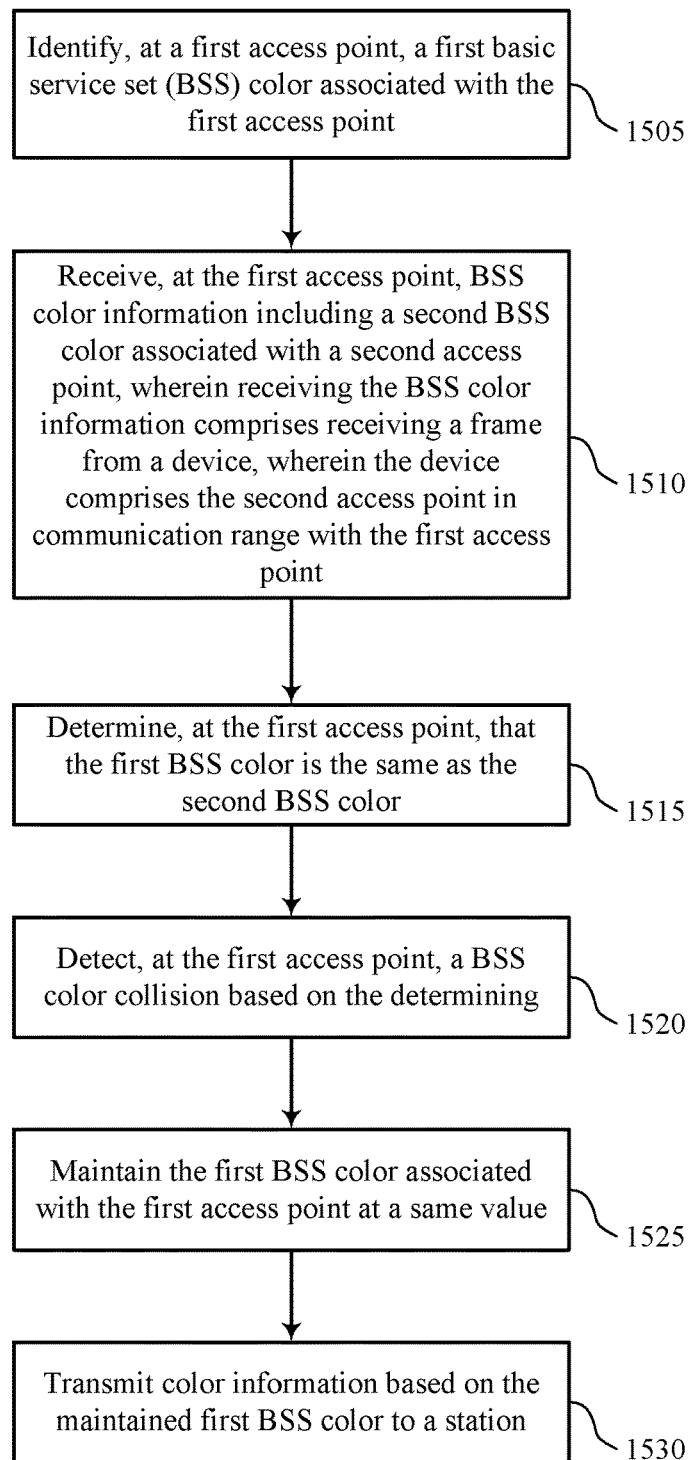 Identify, at a first access point, a first basic
service set (BSS) color associated with the
first access point
1505
Receive, at the first access point, BSS
color information including a second BSS
color associated with a second access
point, wherein receiving the BSS color
information comprises receiving a frame
from a device, wherein the device
comprises the second access point in
communication range with the first access
point
1510
Determine, at the first access point, that
the first BSS color is the same as the
second BSS color
1515
Detect, at the first access point, a BSS
color collision based on the determining
1520
Maintain the first BSS color associated
with the first access point at a same value
1525
Transmit color information based on the
maintained first BSS color to a station
1530